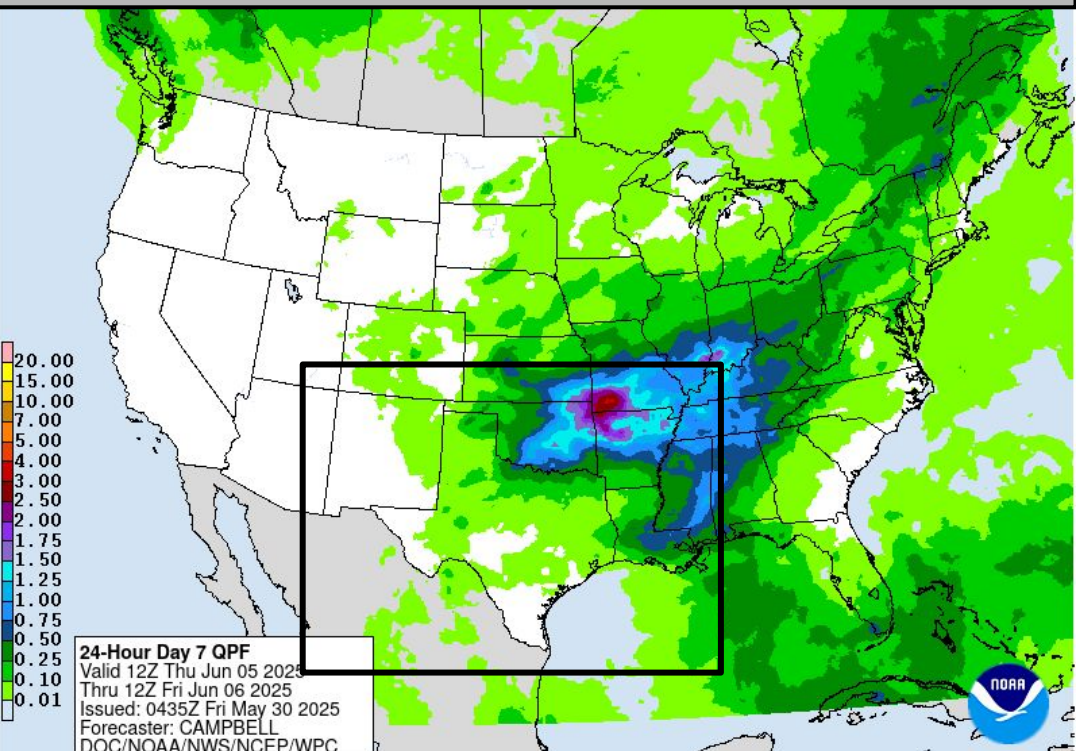 20.00
15.00
10.00
7.00
5.00
4.00
3.00
2.50
2.00
1.75
1.50
1.25
1.00
0.75
0.50
0.25
0.10
0.01
24-Hour Day 7 QPF
Valid 12Z Thu Jun 05 2025
Thru 12Z Fri Jun 06 2025
Issued: 0435Z Fri May 30 2025
Forecaster: CAMPBELL
DOC/NOAA/NWS/NCEP/WPC
NOAA